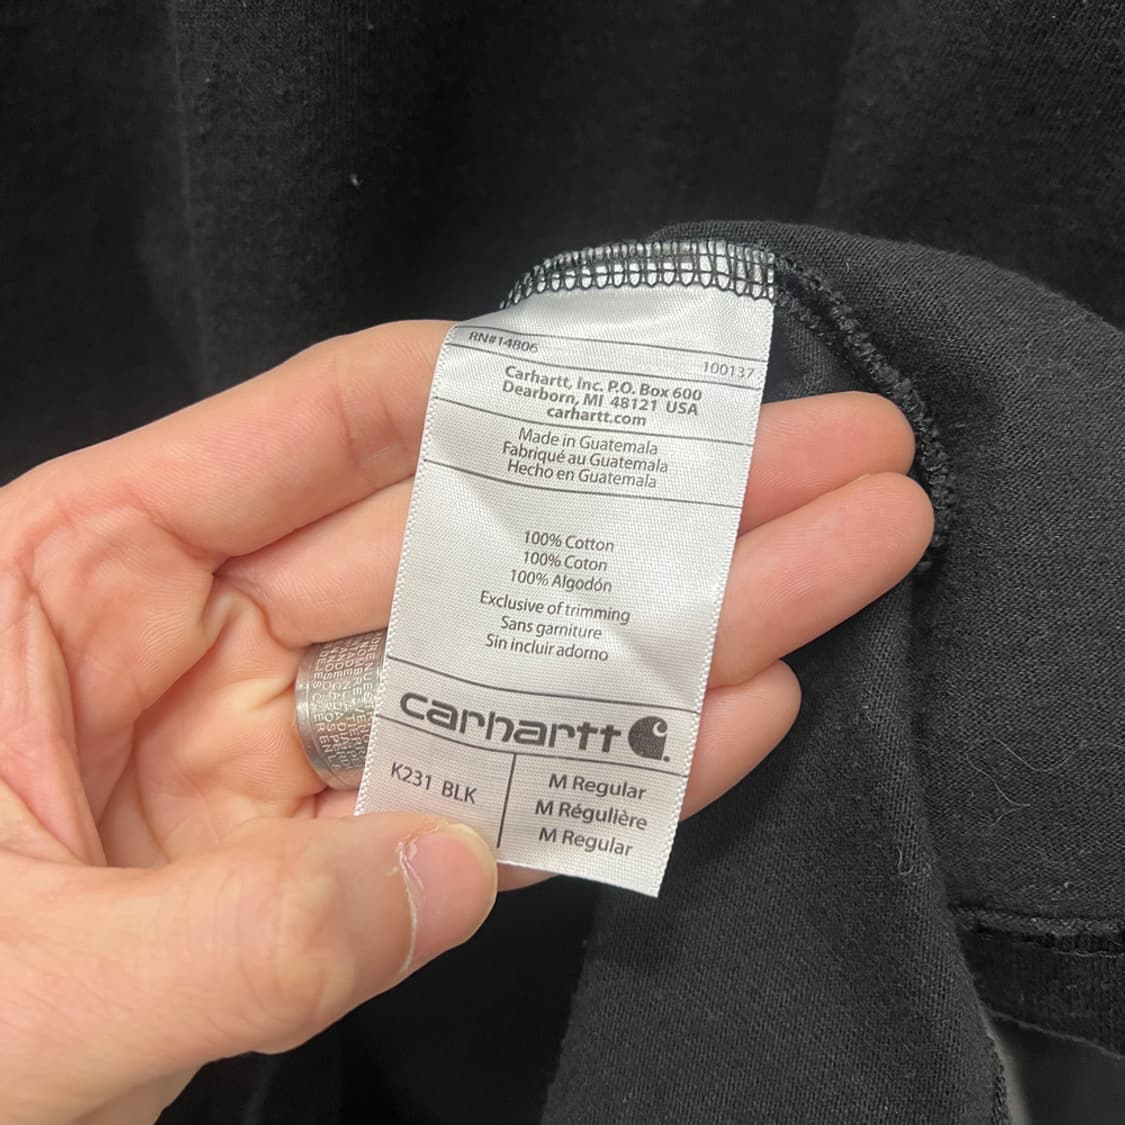 RN#14806
100137
Carhartt, Inc. P.O. Box 600
Dearborn, MI 48121 USA
carhartt.com
Made in Guatemala
Fabriqué au Guatemala
Hecho en Guatemala
100% Cotton
100% Coton
100% Algodón
Exclusive of trimming
Sans garniture
Sin incluir adorno
carhartt
K231 BLK
M Regular
M Régulière
M Regular